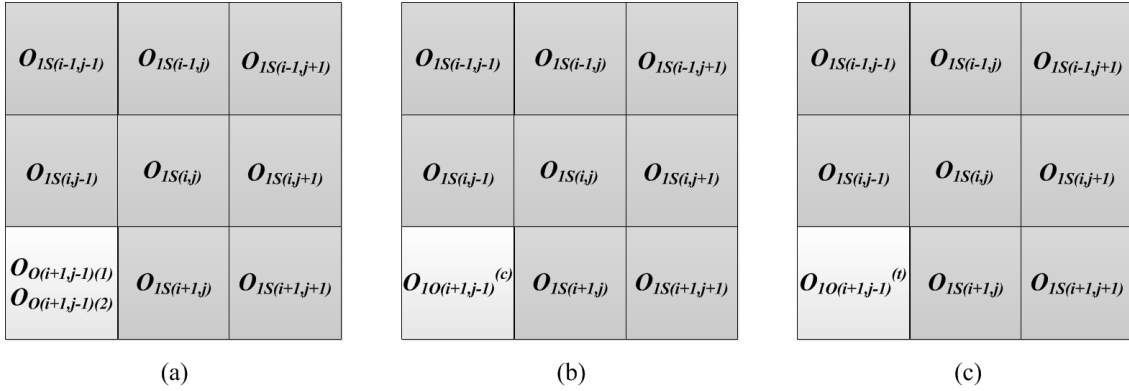 O1S(i-1,j-1) O1S(i-1,j) O1S(i-1,j+1) O1S(i-1,j-1) O1S(i-1,j) O1S(i-1,j+1) O1S(i-1,j-1) O1S(i-1,j) O1S(i-1,j+1)
O1S(i,j-1) O1S(i,j) O1S(i,j+1) O1S(i,j-1) O1S(i,j) O1S(i,j+1) O1S(i,j-1) O1S(i,j) O1S(i,j+1)
OO(i+1,j-1)(1)
OO(i+1,j-1)(2) O1S(i+1,j) O1S(i+1,j+1) O1O(i+1,j-1)(c) O1S(i+1,j) O1S(i+1,j+1) O1O(i+1,j-1)(t) O1S(i+1,j) O1S(i+1,j+1)
(a) (b) (c)